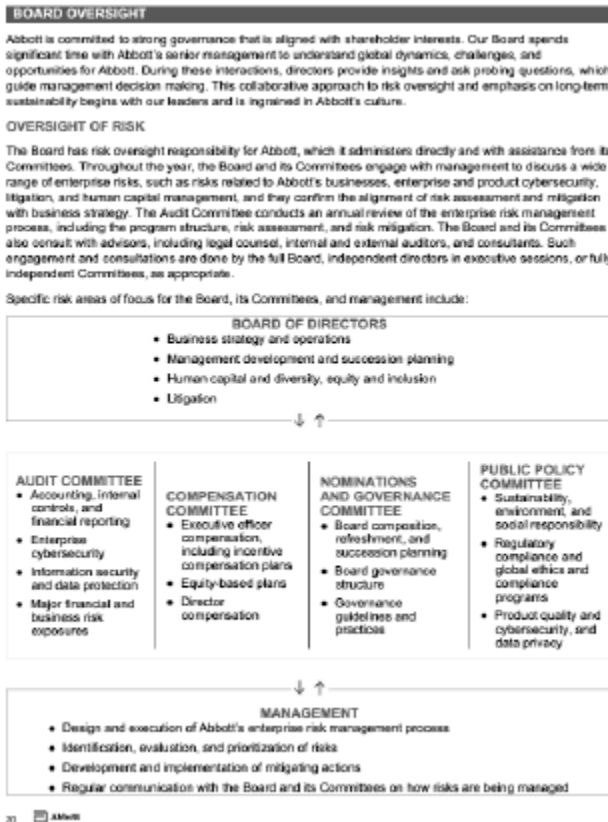 BOARD OVERSIGHT
Abbott is committed to strong governance that is aligned with shareholder interests. Our Board spends
significant time with Abbott's senior management to understand global dynamics, challenges, and
opportunities for Abbott. During these interactions, directors provide insights and ask probing questions, which
guide management decision making. This collaborative approach to risk oversight and emphasis on long-term
sustainability begins with our leaders and is ingrained in Abbott's culture.
OVERSIGHT OF RISK
The Board has risk oversight responsibility for Abbott, which it administers directly and with assistance from its
Committees. Throughout the year, the Board and its Committees engage with management to discuss a wide
range of enterprise risks, such as risks related to Abbott's businesses, enterprise and product cybersecurity,
litigation, and human capital management, and they confirm the alignment of risk assessment and mitigation
with business strategy. The Audit Committee conducts an annual review of the enterprise risk management
process, including the program structure, risk assessment, and risk mitigation. The Board and its Committees
also consult with advisors, including legal counsel, internal and external auditors, and consultants. Such
engagement and consultations are done by the full Board, independent directors in executive sessions, or fully
independent Committees, as appropriate.
Specific risk areas of focus for the Board, its Committees, and management include:
BOARD OF DIRECTORS
• Business strategy and operations
• Management development and succession planning
• Human capital and diversity, equity and inclusion
• Litigation
↓ ↑
AUDIT COMMITTEE
• Accounting, internal
controls, and
financial reporting
• Enterprise
cybersecurity
• Information security
and data protection
• Major financial and
business risk
exposures
COMPENSATION
COMMITTEE
• Executive officer
compensation,
including incentive
compensation plans
• Equity-based plans
• Director
compensation
NOMINATIONS
AND GOVERNANCE
COMMITTEE
• Board composition,
refreshment, and
succession planning
• Board governance
structure
• Governance
guidelines and
practices
PUBLIC POLICY
COMMITTEE
• Sustainability,
environment, and
social responsibility
• Regulatory
compliance and
global ethics and
compliance
programs
• Product quality and
cybersecurity, and
data privacy
↓ ↑
MANAGEMENT
• Design and execution of Abbott's enterprise risk management process
• Identification, evaluation, and prioritization of risks
• Development and implementation of mitigating actions
• Regular communication with the Board and its Committees on how risks are being managed
Abbott